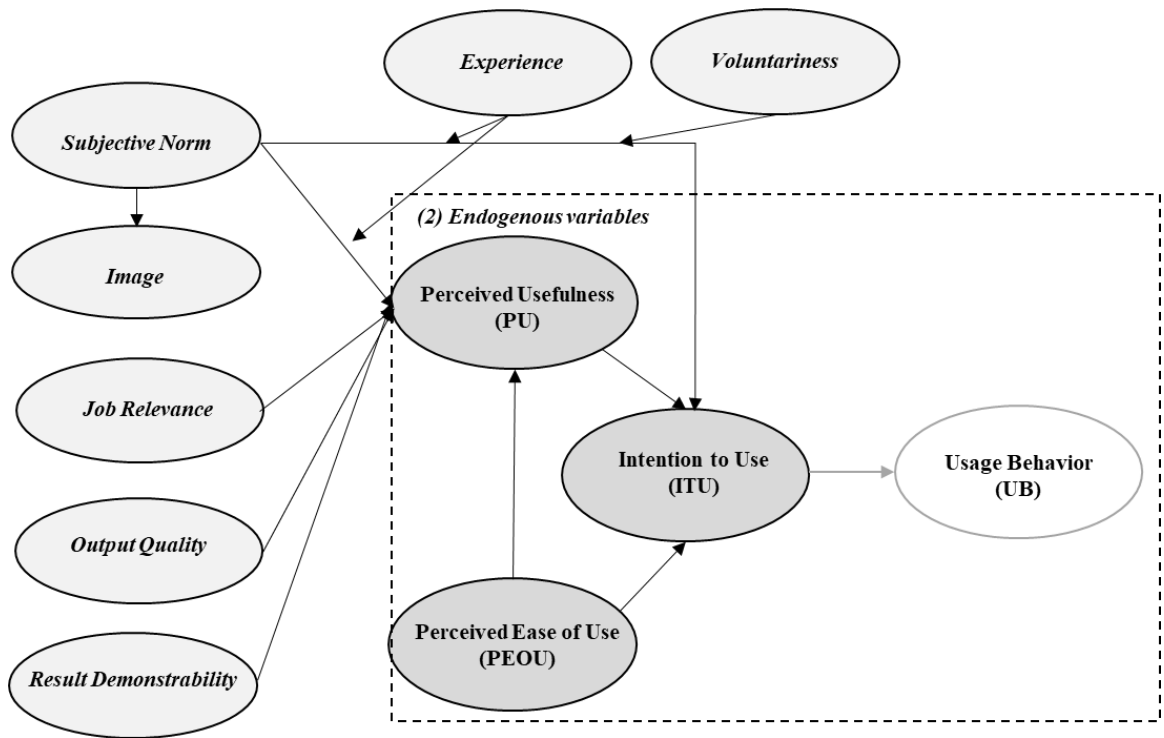 Experience
Voluntariness
Subjective Norm
(2) Endogenous variables
Image
Perceived Usefulness
(PU)
Job Relevance
Intention to Use
(ITU)
Usage Behavior
(UB)
Output Quality
Perceived Ease of Use
(PEOU)
Result Demonstrability